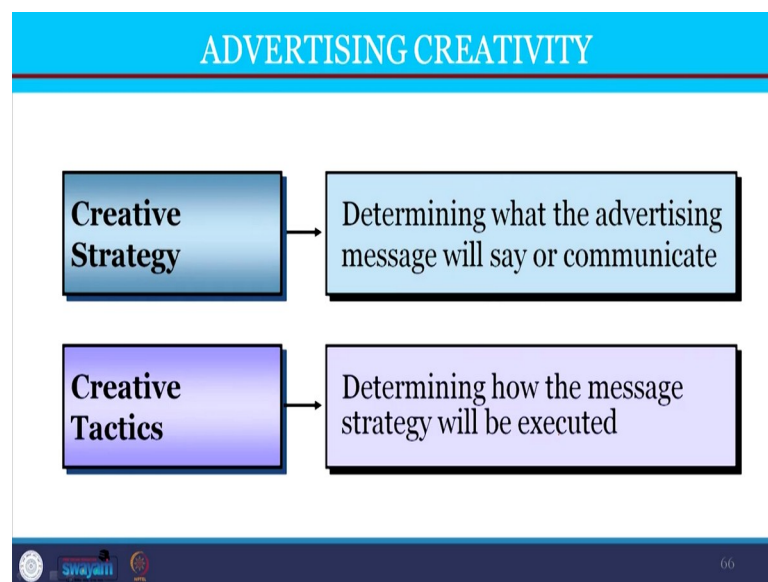 ADVERTISING CREATIVITY
Creative
Strategy
Determining what the advertising
message will say or communicate
Creative
Tactics
Determining how the message
strategy will be executed
swayam
66